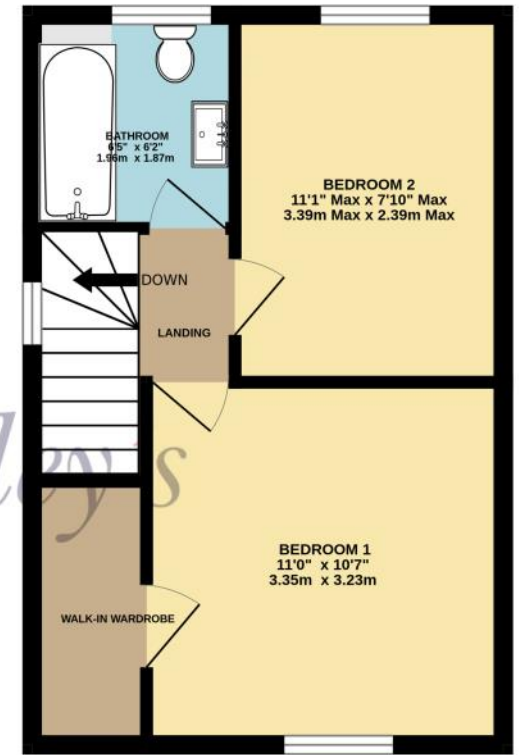 BATHROOM
6'5" x 6'2"
1.96m x 1.87m
BEDROOM 2
11'1" Max x 7'10" Max
3.39m Max x 2.39m Max
DOWN
LANDING
ley's
BEDROOM 1
11'0" x 10'7"
3.35m x 3.23m
WALK-IN WARDROBE